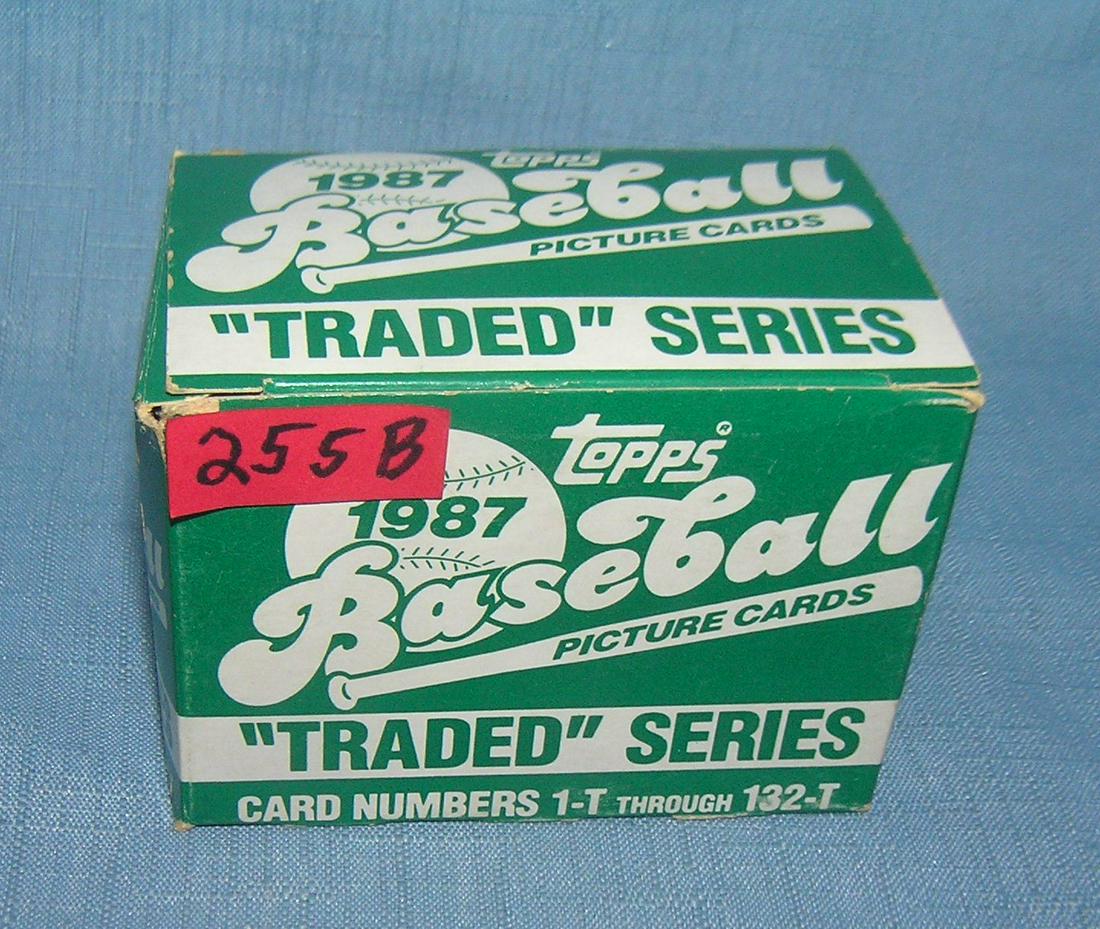 topps
1987
Baseball
PICTURE CARDS
"TRADED" SERIES
255B
topps®
1987
Baseball
PICTURE CARDS
"TRADED" SERIES
CARD NUMBERS 1-T THROUGH 132-T